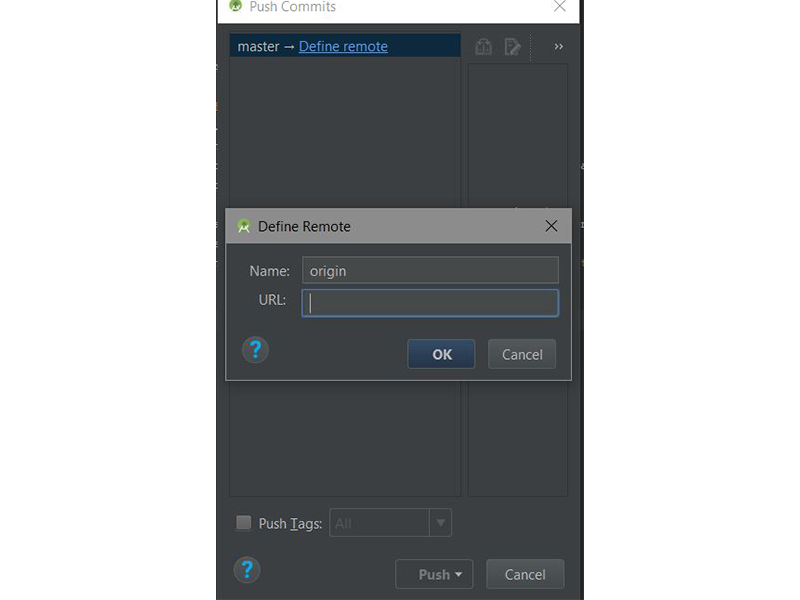 Push Commits
master → Define remote
Define Remote
Name: origin
URL:
?
OK Cancel
Push Tags: All
?
Push Cancel